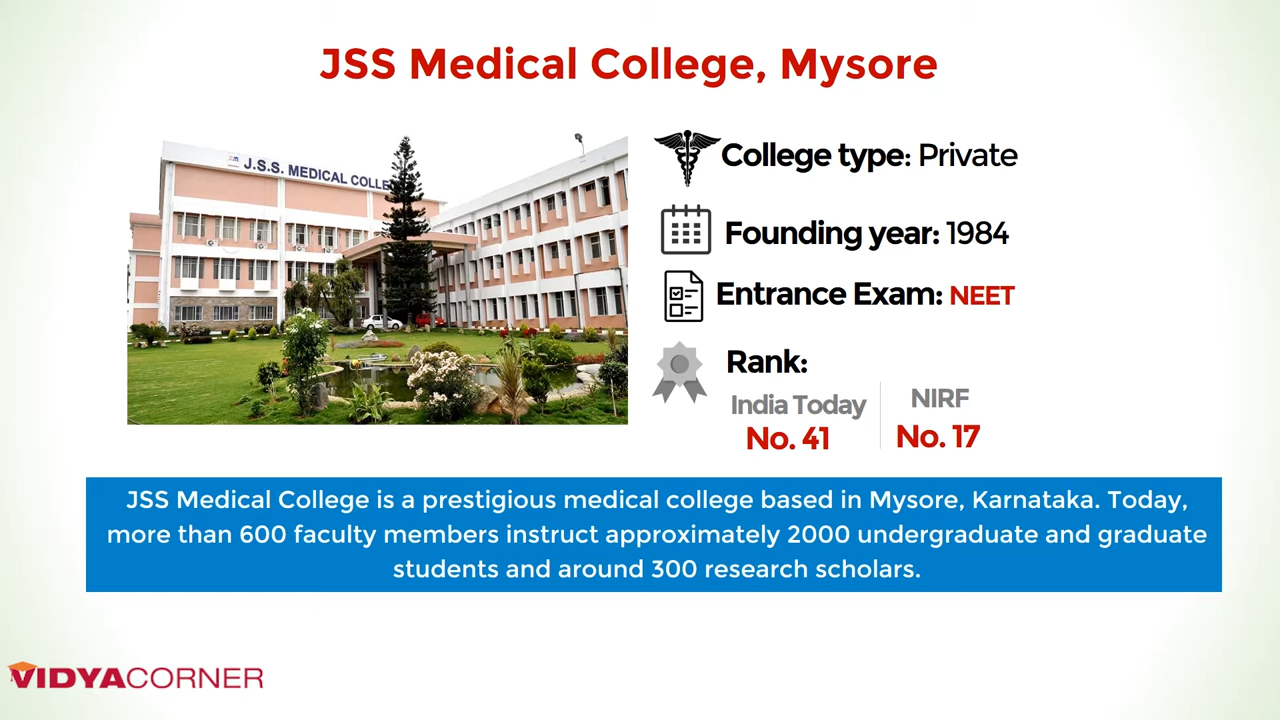 JSS Medical College, Mysore
J.S.S. MEDICAL COLLE
College type: Private
Founding year: 1984
Entrance Exam: NEET
Rank:
India Today
No. 41
NIRF
No. 17
JSS Medical College is a prestigious medical college based in Mysore, Karnataka. Today,
more than 600 faculty members instruct approximately 2000 undergraduate and graduate
students and around 300 research scholars.
VIDYACORNER